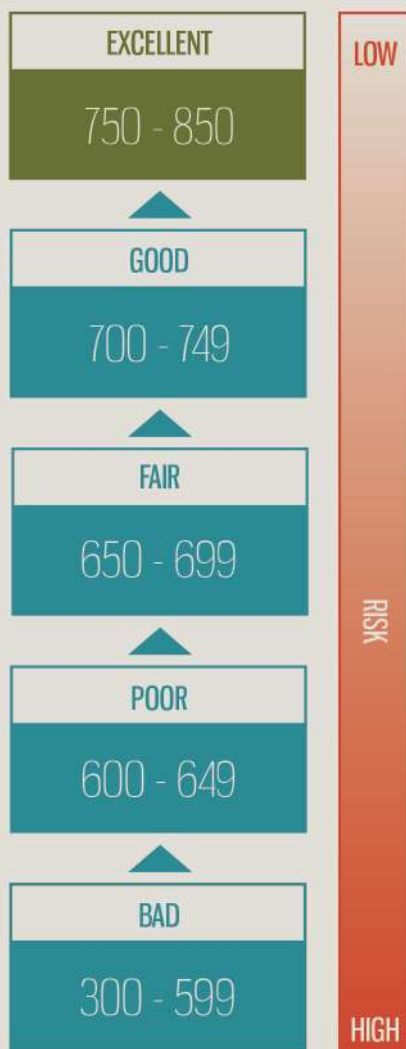 EXCELLENT
750 - 850
GOOD
700 - 749
FAIR
650 - 699
POOR
600 - 649
BAD
300 - 599
LOW
RISK
HIGH